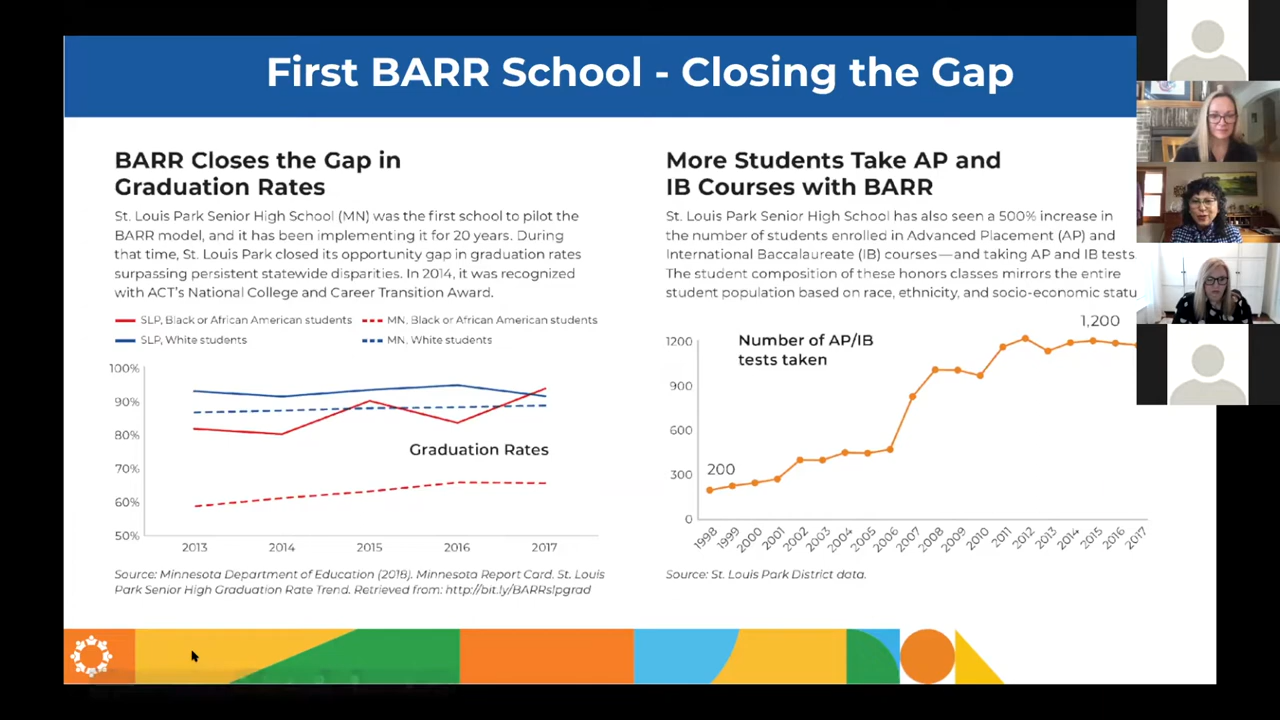 First BARR School - Closing the Gap
BARR Closes the Gap in
Graduation Rates
St. Louis Park Senior High School (MN) was the first school to pilot the
BARR model, and it has been implementing it for 20 years. During
that time, St. Louis Park closed its opportunity gap in graduation rates
surpassing persistent statewide disparities. In 2014, it was recognized
with ACT's National College and Career Transition Award.
SLP, Black or African American students
MN, Black or African American students
SLP, White students
MN, White students
100%
90%
80%
70%
60%
50%
Graduation Rates
2013 2014 2015 2016 2017
Source: Minnesota Department of Education (2018). Minnesota Report Card. St. Louis
Park Senior High Graduation Rate Trend. Retrieved from: http://bit.ly/BARRslpgrad
More Students Take AP and
IB Courses with BARR
St. Louis Park Senior High School has also seen a 500% increase in
the number of students enrolled in Advanced Placement (AP) and
International Baccalaureate (IB) courses—and taking AP and IB tests.
The student composition of these honors classes mirrors the entire
student population based on race, ethnicity, and socio-economic statu
Number of AP/IB
tests taken
1,200
200
1200
900
600
300
0
1998 1999 2000 2001 2002 2003 2004 2005 2006 2007 2008 2009 2010 2011 2012 2013 2014 2015 2016 2017
Source: St. Louis Park District data.